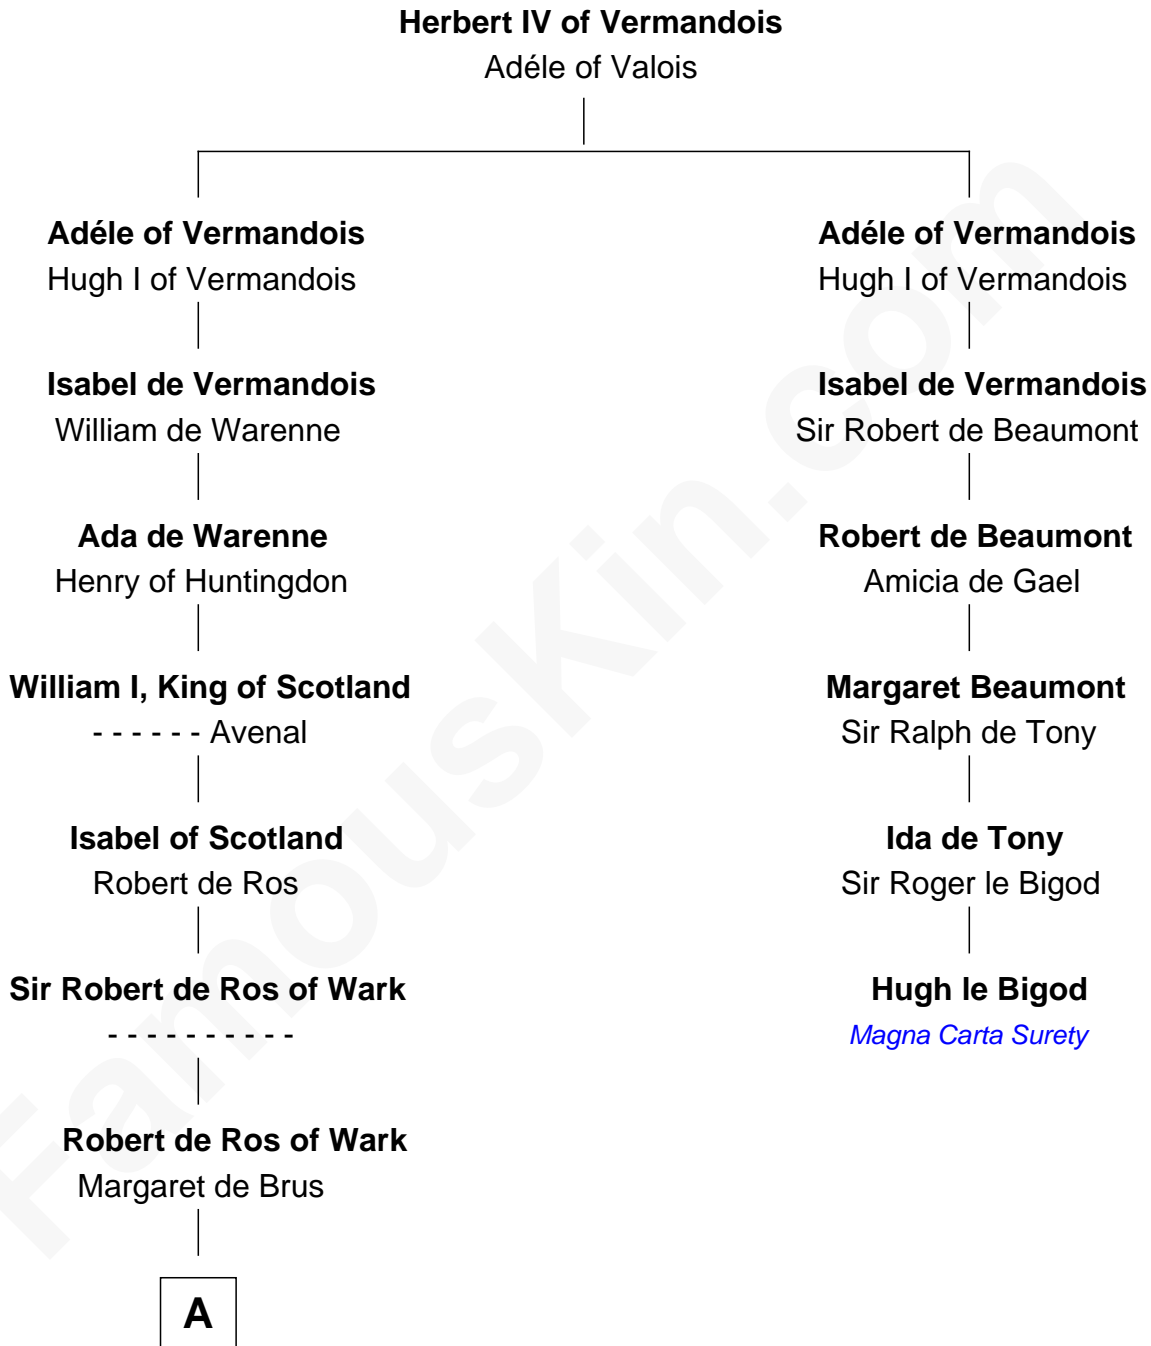 Herbert IV of Vermandois
Adéle of Valois
Adéle of Vermandois
Hugh I of Vermandois
Adéle of Vermandois
Hugh I of Vermandois
Isabel de Vermandois
William de Warenne
Isabel de Vermandois
Sir Robert de Beaumont
Ada de Warenne
Henry of Huntingdon
Robert de Beaumont
Amicia de Gael
William I, King of Scotland
- - - - - - Avenal
Margaret Beaumont
Sir Ralph de Tony
Isabel of Scotland
Robert de Ros
Ida de Tony
Sir Roger le Bigod
Sir Robert de Ros of Wark
- - - - - - - - - -
Hugh le Bigod
Magna Carta Surety
Robert de Ros of Wark
Margaret de Brus
A
FamousKin.com